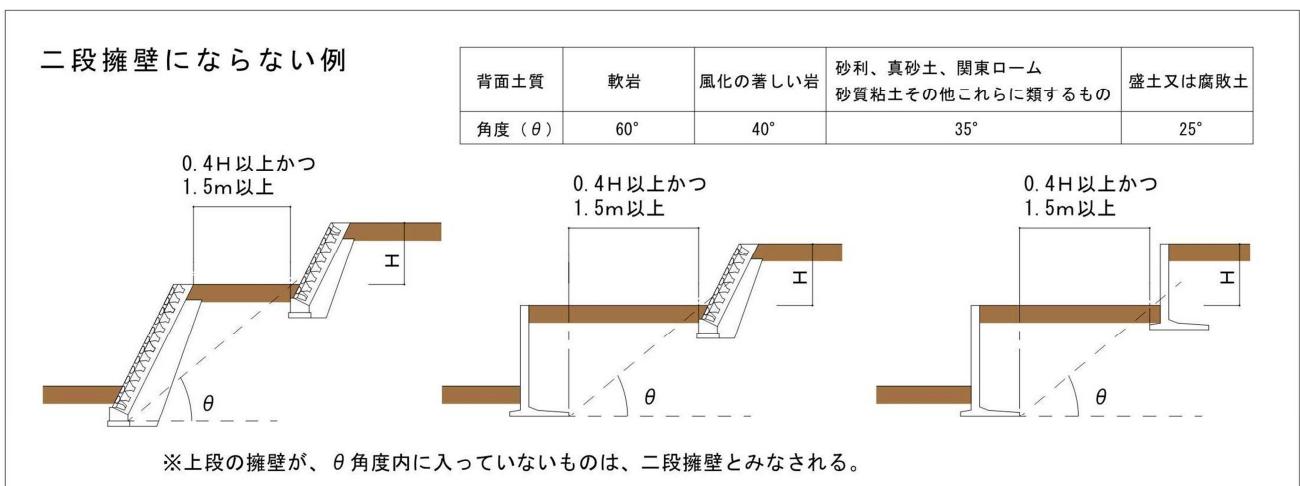 二段擁壁にならない例
背面土質 軟岩 風化の著しい岩 砂利、真砂土、関東ローム
砂質粘土その他これらに類するもの 盛土又は腐敗土
角度(θ) 60° 40° 35° 25°
0.4H以上かつ
1.5m以上
H
θ
0.4H以上かつ
1.5m以上
H
θ
0.4H以上かつ
1.5m以上
H
θ
※上段の擁壁が、θ角度内に入っていないものは、二段擁壁とみなされる。